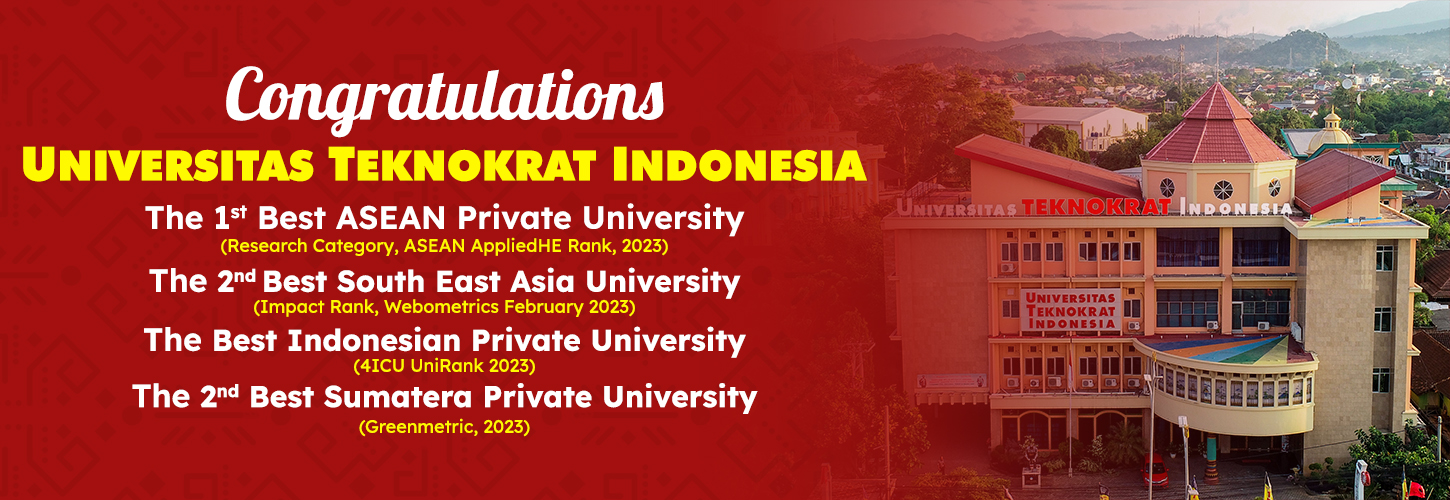 Congratulations
UNIVERSITAS TEKNOKRAT INDONESIA
The 1st Best ASEAN Private University
(Research Category, ASEAN AppliedHE Rank, 2023)
The 2nd Best South East Asia University
(Impact Rank, Webometrics February 2023)
The Best Indonesian Private University
(4ICU UniRank 2023)
The 2nd Best Sumatera Private University
(Greenmetric, 2023)
UNIVERSITAS TEKNOKRAT INDONESIA
UNIVERSITAS
TEKNOKRAT
INDONESIA